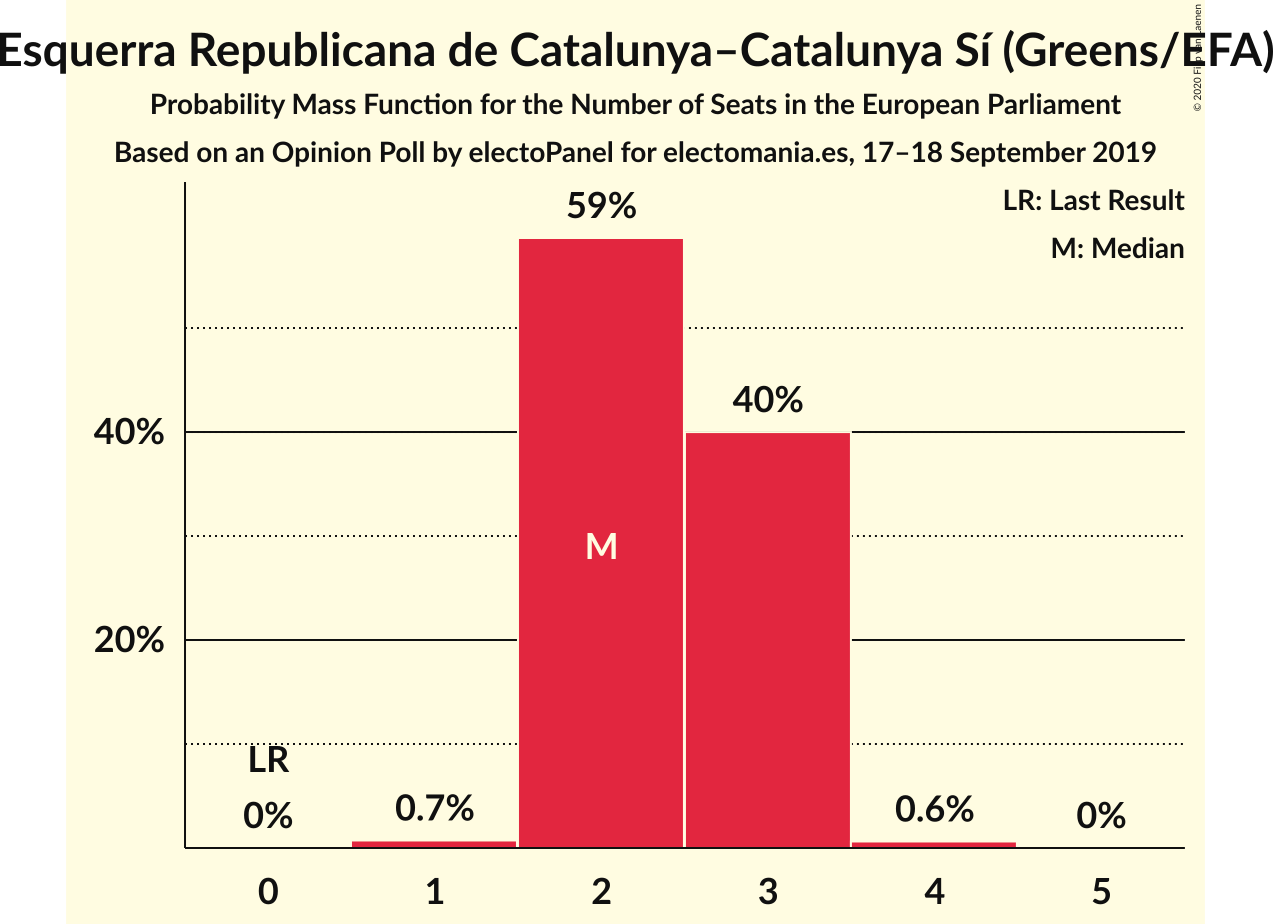 Esquerra Republicana de Catalunya–Catalunya Sí (Greens/EFA)
Probability Mass Function for the Number of Seats in the European Parliament
Based on an Opinion Poll by electoPanel for electomania.es, 17–18 September 2019
© 2020
LR: Last Result
M: Median
59%
40%
40%
M
20%
LR
0%
0.7%
0.6%
0%
0 1 2 3 4 5